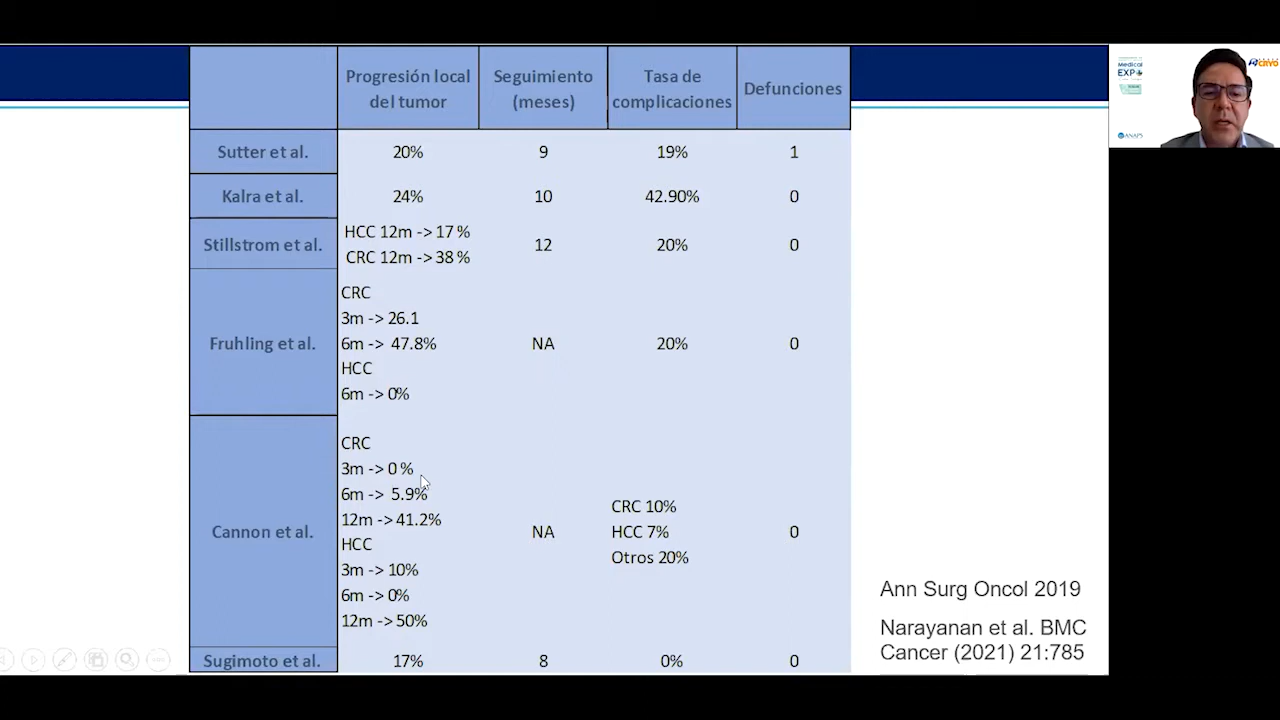 Progresión local
del tumor
Seguimiento
(meses)
Tasa de
complicaciones
Defunciones
Sutter et al.
20%
9
19%
1
Kalra et al.
24%
10
42.90%
0
Stillstrom et al.
HCC 12m -> 17 %
CRC 12m -> 38 %
12
20%
0
Fruhling et al.
CRC
3m -> 26.1
6m -> 47.8%
HCC
6m -> 0%
NA
20%
0
Cannon et al.
CRC
3m -> 0 %
6m -> 5.9%
12m -> 41.2%
HCC
3m -> 10%
6m -> 0%
12m -> 50%
NA
CRC 10%
HCC 7%
Otros 20%
0
Sugimoto et al.
17%
8
0%
0
Ann Surg Oncol 2019
Narayanan et al. BMC
Cancer (2021) 21:785
Medical
EXPO